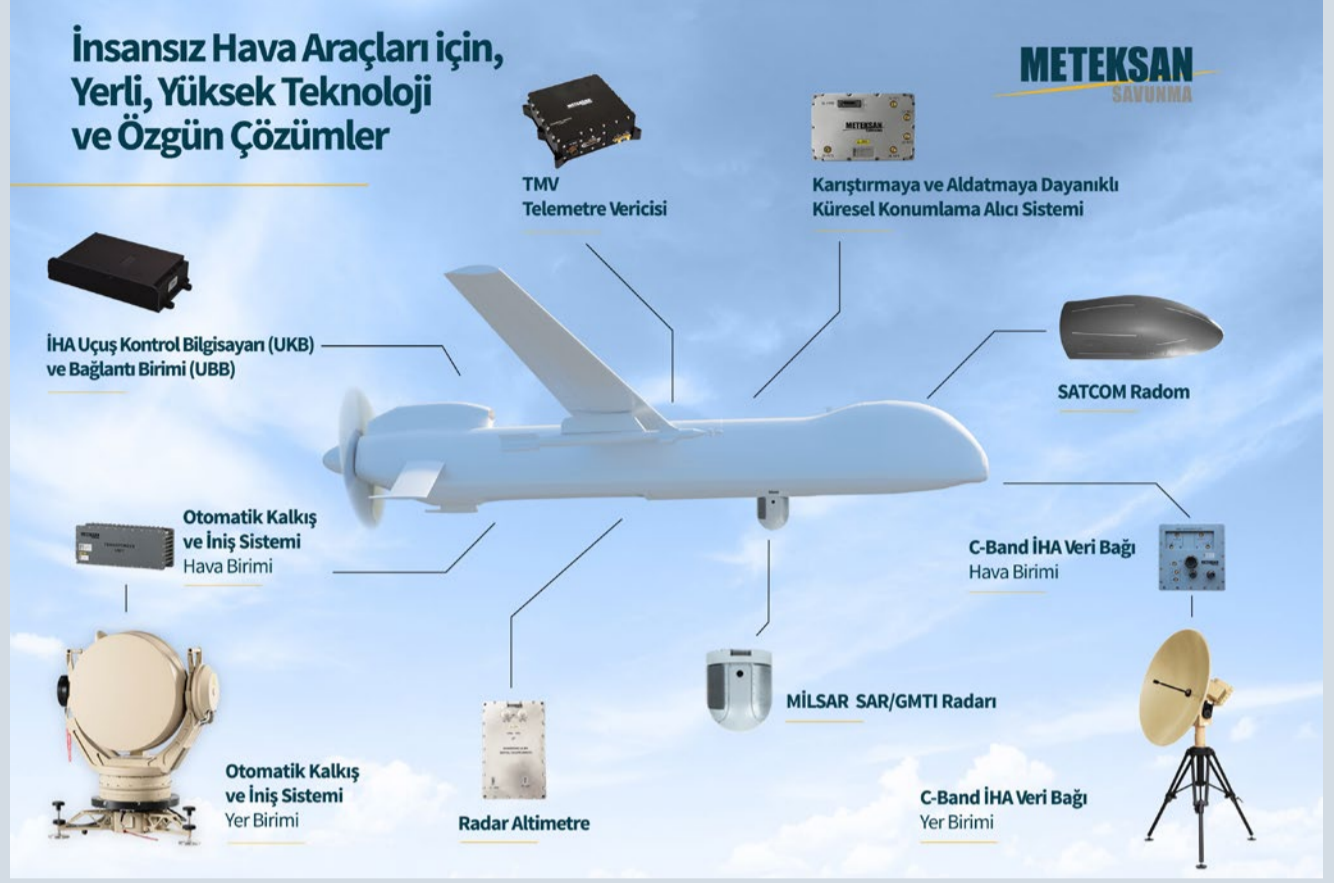 İnsansız Hava Araçları için,
Yerli, Yüksek Teknoloji
ve Özgün Çözümler
METEKSAN
SAVUNMA
METEKSAN
TMV
Telemetre Vericisi
METEKSAN
Karıştırmaya ve Aldatmaya Dayanıklı
Küresel Konumlama Alıcı Sistemi
İHA Uçuş Kontrol Bilgisayarı (UKB)
ve Bağlantı Birimi (UBB)
SATCOM Radom
Otomatik Kalkış
ve İniş Sistemi
Hava Birimi
C-Band İHA Veri Bağı
Hava Birimi
MİLSAR SAR/GMTI Radarı
Otomatik Kalkış
ve İniş Sistemi
Yer Birimi
Radar Altimetre
C-Band İHA Veri Bağı
Yer Birimi